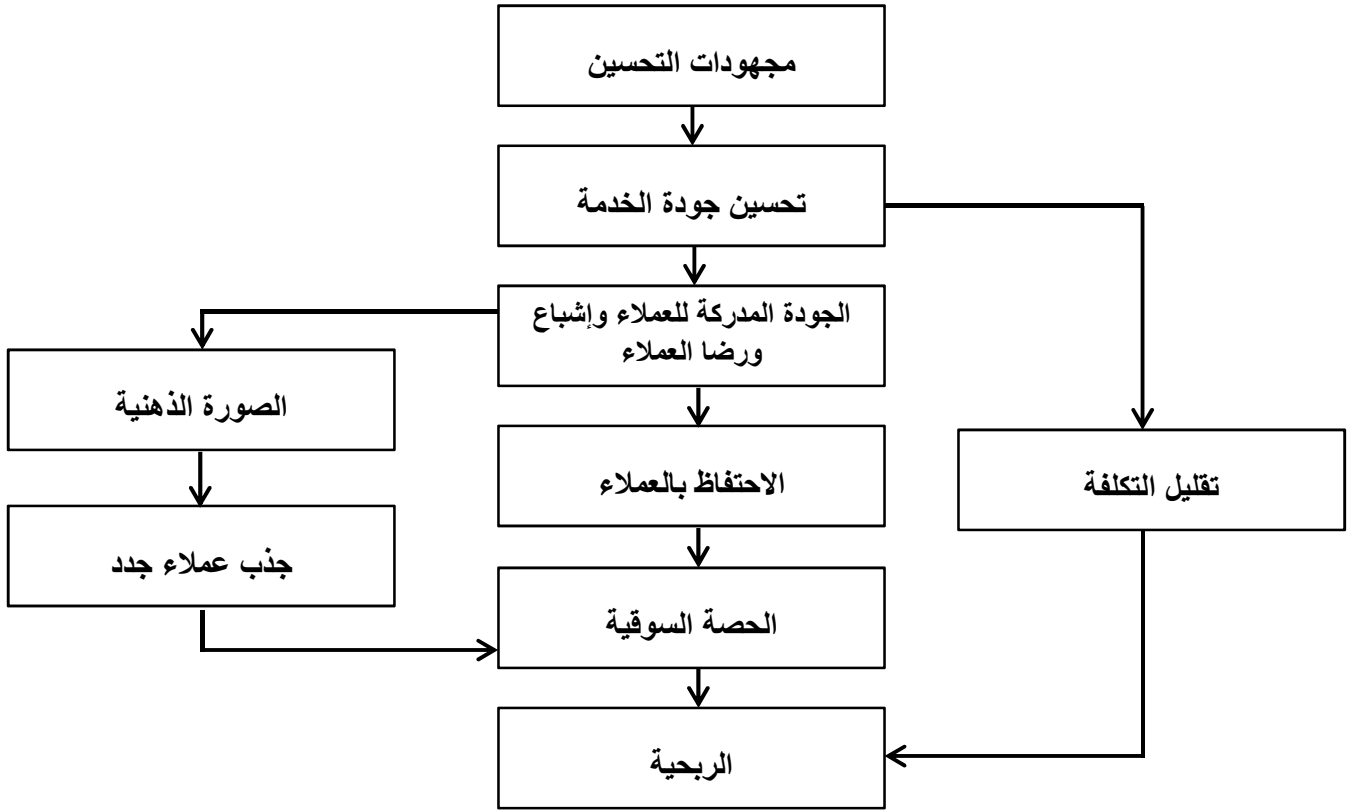 مجهودات التحسين
تحسين جودة الخدمة
الجودة المدركة للعملاء وإشباع
ورضا العملاء
الصورة الذهنية
الاحتفاظ بالعملاء
تقليل التكلفة
جذب عملاء جدد
الحصة السوقية
الربحية